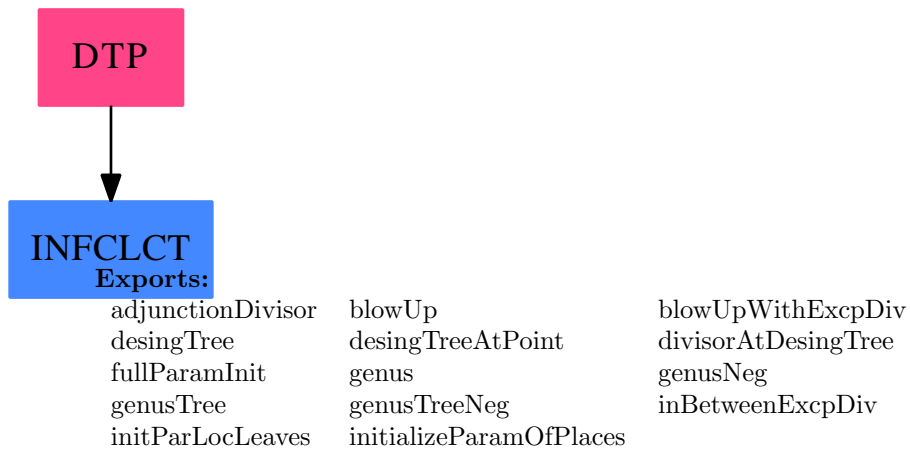 DTP
INFCLCT
Exports:
adjunctionDivisor blowUp blowUpWithExcpDiv
desingTree desingTreeAtPoint divisorAtDesingTree
fullParamInit genus genusNeg
genusTree genusTreeNeg inBetweenExcpDiv
initParLocLeaves initializeParamOfPlaces